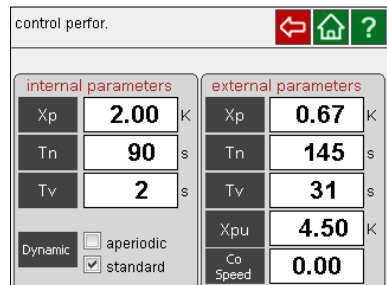 control perfor.
?
internal parameters
Xp 2.00 K
Tn 90 s
Tv 2 s
Dynamic
aperiodic
standard
external parameters
Xp 0.67 K
Tn 145 s
Tv 31 s
Xpu 4.50 K
Co
Speed 0.00